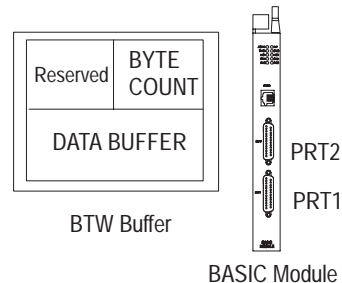 Reserved
BYTE
COUNT
DATA BUFFER
BTW Buffer
PRT2
PRT1
BASIC Module